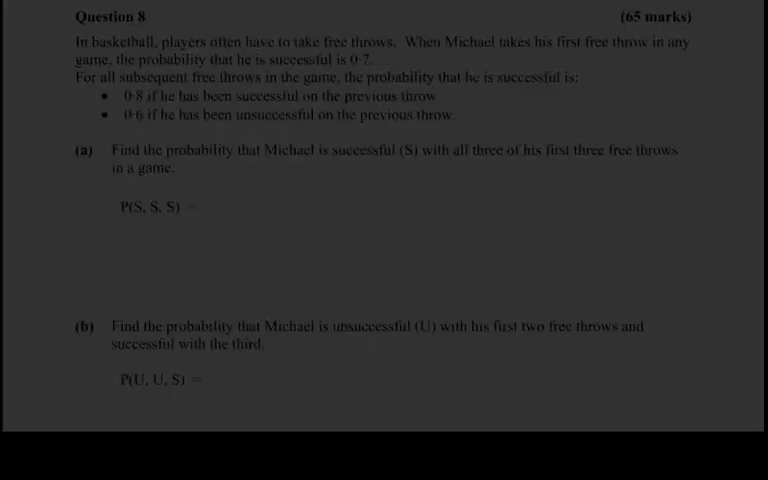 Question 8 (65 marks)
In basketball, players often have to take free throws. When Michael takes his first free throw in any
game, the probability that he is successful is 0·7.
For all subsequent free throws in the game, the probability that he is successful is:
• 0·8 if he has been successful on the previous throw
• 0·6 if he has been unsuccessful on the previous throw.
(a) Find the probability that Michael is successful (S) with all three of his first three free throws
in a game.
P(S, S, S) =
(b) Find the probability that Michael is unsuccessful (U) with his first two free throws and
successful with the third.
P(U, U, S) =